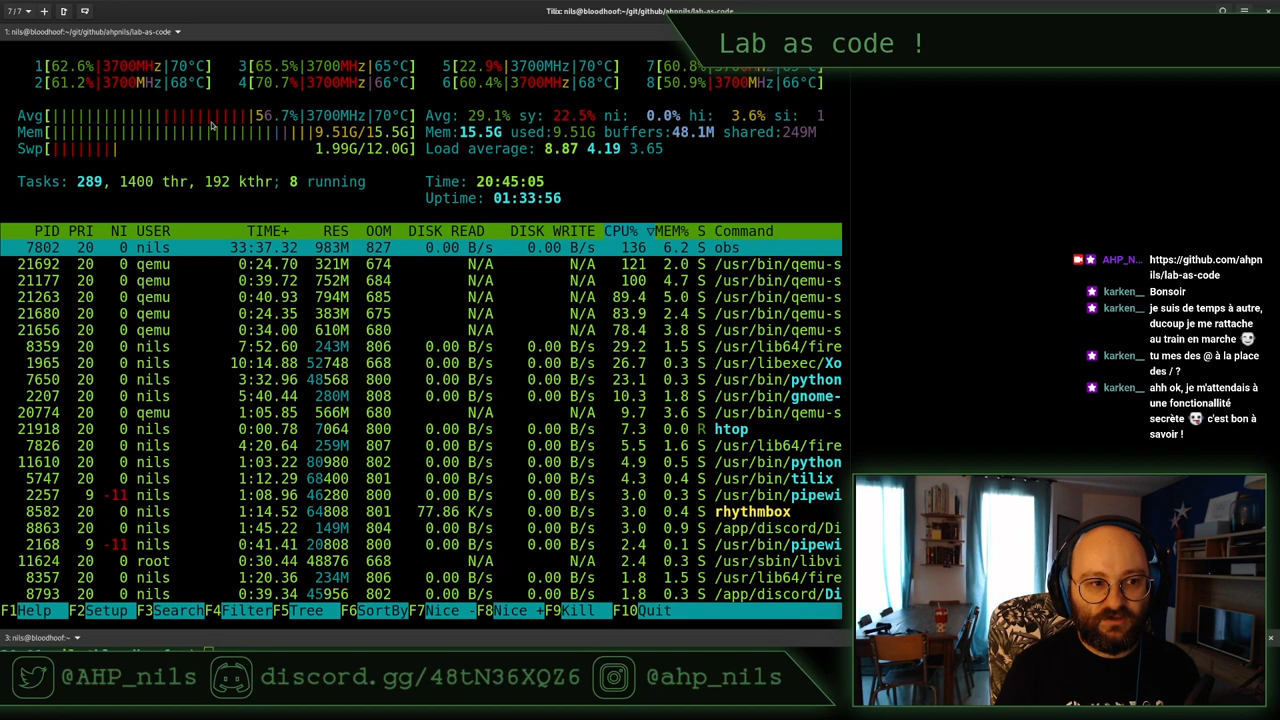 7/7
Tilix: nils@bloodhoof:~/git/github/ahpnils/lab-as-code
1: nils@bloodhoof:~/git/github/ahpnils/lab-as-code
Lab as code !
1[62.6%|3700MHz|70°C] 3[65.5%|3700MHz|65°C] 5[22.9%|3700MHz|70°C] 7[60.8%
2[61.2%|3700MHz|68°C] 4[70.7%|3700MHz|66°C] 6[60.4%|3700MHz|68°C] 8[50.9%|3700MHz|66°C]
Avg[56.7%|3700MHz|70°C] Avg: 29.1% sy: 22.5% ni: 0.0% hi: 3.6% si: 1
Mem[9.51G/15.5G] Mem:15.5G used:9.51G buffers:48.1M shared:249M
Swp[1.99G/12.0G] Load average: 8.87 4.19 3.65
Tasks: 289, 1400 thr, 192 kthr; 8 running Time: 20:45:05
Uptime: 01:33:56
PID PRI NI USER TIME+ RES OOM DISK READ DISK WRITE CPU%▽MEM% S Command
7802 20 0 nils 33:37.32 983M 827 0.00 B/s 0.00 B/s 136 6.2 S obs
21692 20 0 qemu 0:24.70 321M 674 N/A N/A 121 2.0 S /usr/bin/qemu-s
21177 20 0 qemu 0:39.72 752M 684 N/A N/A 100 4.7 S /usr/bin/qemu-s
21263 20 0 qemu 0:40.93 794M 685 N/A N/A 89.4 5.0 S /usr/bin/qemu-s
21680 20 0 qemu 0:24.35 383M 675 N/A N/A 83.9 2.4 S /usr/bin/qemu-s
21656 20 0 qemu 0:34.00 610M 680 N/A N/A 78.4 3.8 S /usr/bin/qemu-s
8359 20 0 nils 7:52.60 243M 806 0.00 B/s 0.00 B/s 29.2 1.5 S /usr/lib64/fire
1965 20 0 nils 10:14.88 52748 668 0.00 B/s 0.00 B/s 26.7 0.3 S /usr/libexec/Xo
7650 20 0 nils 3:32.96 48568 800 0.00 B/s 0.00 B/s 23.1 0.3 S /usr/bin/python
2207 20 0 nils 5:40.44 280M 808 0.00 B/s 0.00 B/s 10.3 1.8 S /usr/bin/gnome-
20774 20 0 qemu 1:05.85 566M 680 N/A N/A 9.7 3.6 S /usr/bin/qemu-s
21918 20 0 nils 0:00.78 7064 800 0.00 B/s 0.00 B/s 7.3 0.0 R htop
7826 20 0 nils 4:20.64 259M 807 0.00 B/s 0.00 B/s 5.5 1.6 S /usr/lib64/fire
11610 20 0 nils 1:03.22 80980 802 0.00 B/s 0.00 B/s 4.9 0.5 S /usr/bin/python
5747 20 0 nils 1:12.29 68400 801 0.00 B/s 0.00 B/s 4.3 0.4 S /usr/bin/tilix
2257 9 -11 nils 1:08.96 46280 800 0.00 B/s 0.00 B/s 3.0 0.3 S /usr/bin/pipewi
8582 20 0 nils 1:14.52 64808 801 77.86 K/s 0.00 B/s 3.0 0.4 S rhythmbox
8863 20 0 nils 1:45.22 149M 804 0.00 B/s 0.00 B/s 3.0 0.9 S /app/discord/Di
2168 9 -11 nils 0:41.41 20808 800 0.00 B/s 0.00 B/s 2.4 0.1 S /usr/bin/pipewi
11624 20 0 root 0:30.44 48876 668 0.00 B/s 0.00 B/s 2.4 0.3 S /usr/sbin/libvi
8357 20 0 nils 1:20.36 234M 806 0.00 B/s 0.00 B/s 1.8 1.5 S /usr/lib64/fire
8793 20 0 nils 0:39.34 45956 802 0.00 B/s 0.00 B/s 1.8 0.3 S /app/discord/Di
F1Help F2Setup F3SearchF4FilterF5Tree F6SortByF7Nice -F8Nice +F9Kill F10Quit
3: nils@bloodhoof:~
@AHP_nils discord.gg/48tN36XQZ6 @ahp_nils
AHP_N... https://github.com/ahpn
ils/lab-as-code
karken__ Bonsoir
karken__ je suis de temps à autre,
ducoup je me rattache
au train en marche
karken__ tu mes des @ à la place
des / ?
karken__ ahh ok, je m'attendais à
une fonctionallité
secrète c'est bon à
savoir !